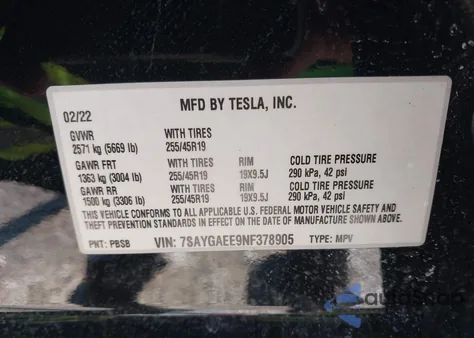 MFD BY TESLA, INC.
02/22
GVWR WITH TIRES
2571 kg (5669 lb) 255/45R19
GAWR FRT WITH TIRES RIM COLD TIRE PRESSURE
1363 kg (3004 lb) 255/45R19 19X9.5J 290 kPa, 42 psi
GAWR RR WITH TIRES RIM COLD TIRE PRESSURE
1500 kg (3306 lb) 255/45R19 19X9.5J 290 kPa, 42 psi
THIS VEHICLE CONFORMS TO ALL APPLICABLE U.S. FEDERAL MOTOR VEHICLE SAFETY AND
THEFT PREVENTION STANDARDS IN EFFECT ON THE DATE OF MANUFACTURE SHOWN ABOVE.
PNT: PBSB VIN: 7SAYGAEE9NF378905 TYPE: MPV
autoScop